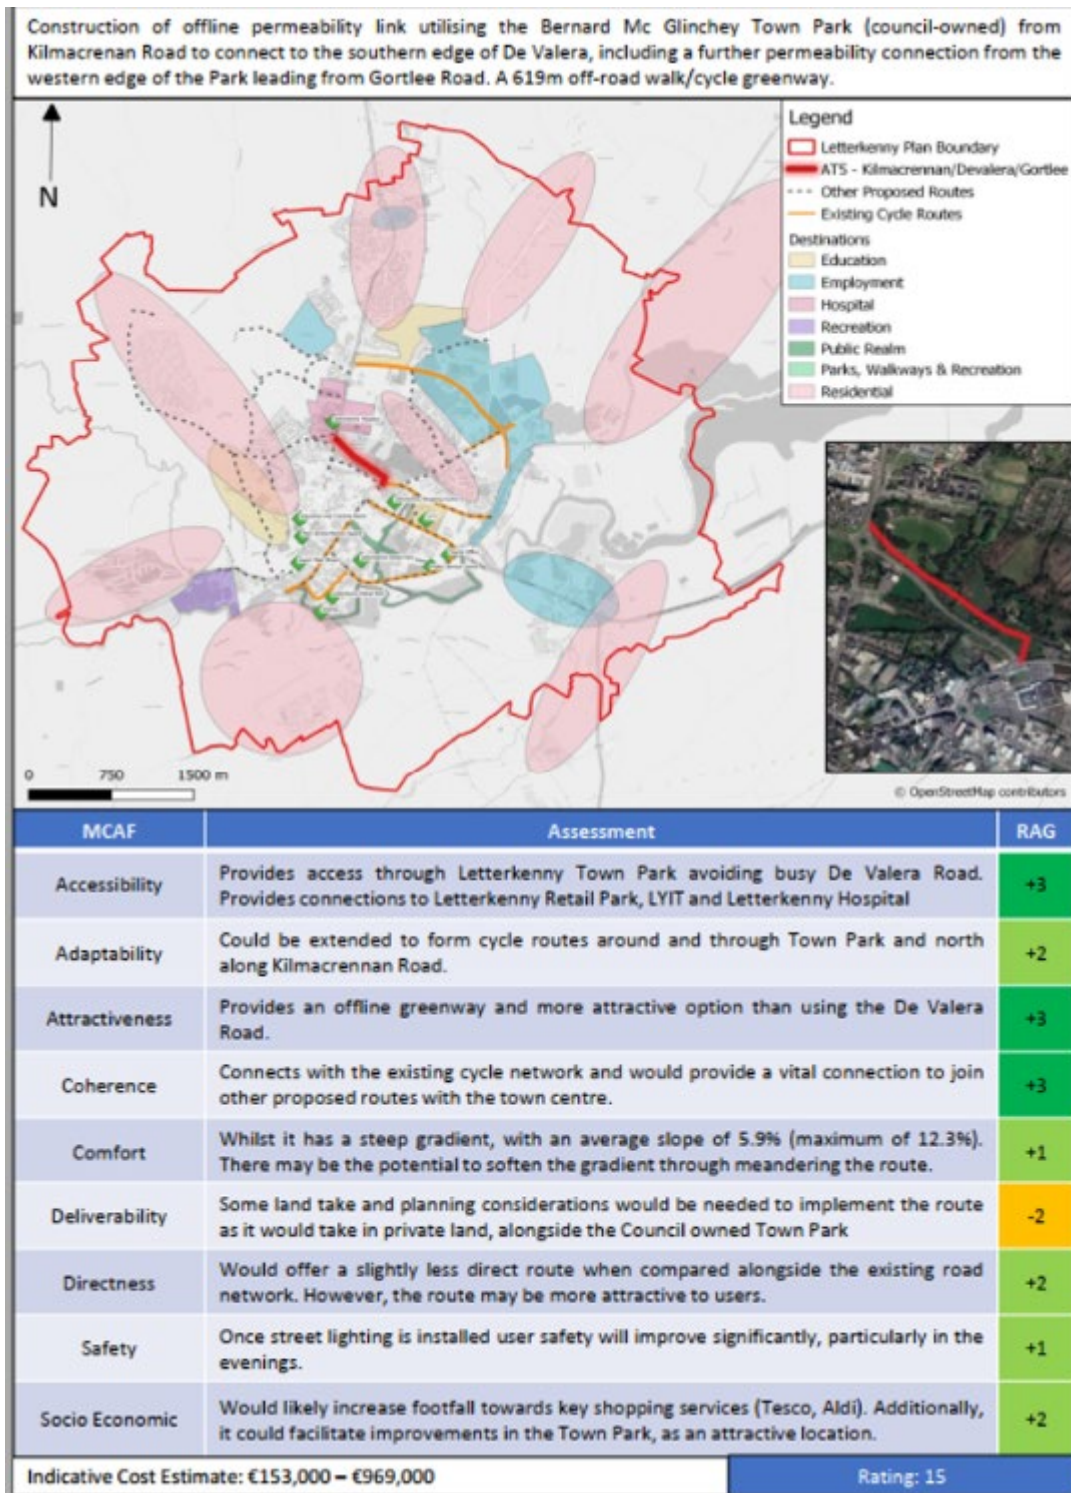 Construction of offline permeability link utilising the Bernard Mc Glinchey Town Park (council-owned) from
Kilmacrenan Road to connect to the southern edge of De Valera, including a further permeability connection from the
western edge of the Park leading from Gortlee Road. A 619m off-road walk/cycle greenway.
N
Legend
Letterkenny Plan Boundary
ATS - Kilmacrennan/Devalera/Gortlee
Other Proposed Routes
Existing Cycle Routes
Destinations
Education
Employment
Hospital
Recreation
Public Realm
Parks, Walkways & Recreation
Residential
0 750 1500 m
© OpenStreetMap contributors
MCAF Assessment RAG
Accessibility
Provides access through Letterkenny Town Park avoiding busy De Valera Road.
Provides connections to Letterkenny Retail Park, LYIT and Letterkenny Hospital
+3
Adaptability
Could be extended to form cycle routes around and through Town Park and north
along Kilmacrennan Road.
+2
Attractiveness
Provides an offline greenway and more attractive option than using the De Valera
Road.
+3
Coherence
Connects with the existing cycle network and would provide a vital connection to join
other proposed routes with the town centre.
+3
Comfort
Whilst it has a steep gradient, with an average slope of 5.9% (maximum of 12.3%).
There may be the potential to soften the gradient through meandering the route.
+1
Deliverability
Some land take and planning considerations would be needed to implement the route
as it would take in private land, alongside the Council owned Town Park
-2
Directness
Would offer a slightly less direct route when compared alongside the existing road
network. However, the route may be more attractive to users.
+2
Safety
Once street lighting is installed user safety will improve significantly, particularly in the
evenings.
+1
Socio Economic
Would likely increase footfall towards key shopping services (Tesco, Aldi). Additionally,
it could facilitate improvements in the Town Park, as an attractive location.
+2
Indicative Cost Estimate: €153,000 – €969,000
Rating: 15